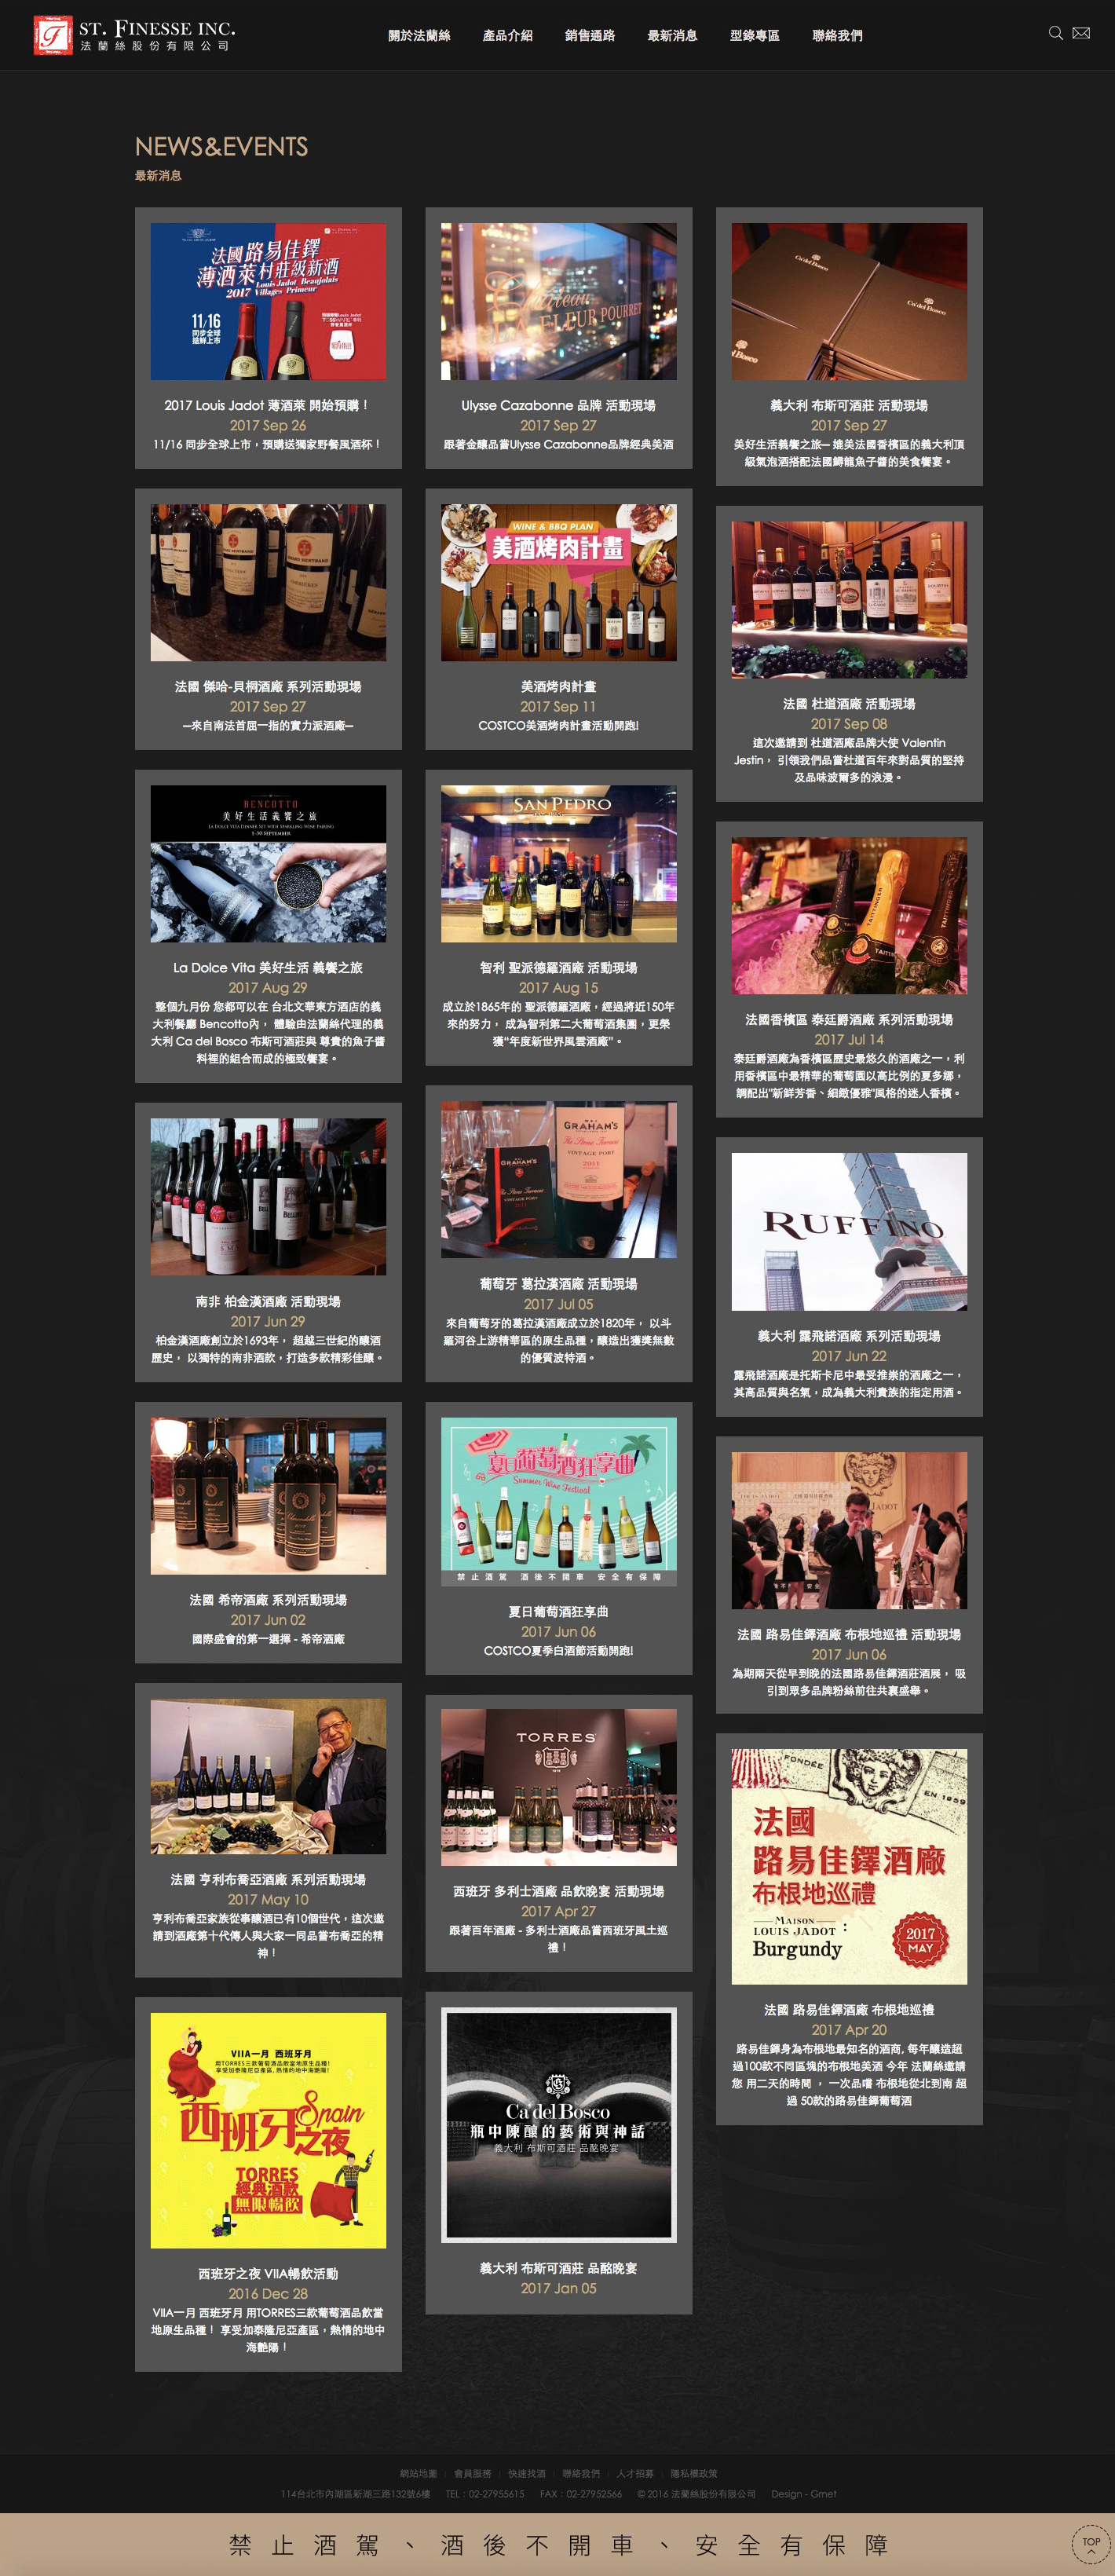 ST. FINESSE INC.
法蘭絲股份有限公司
關於法蘭絲 產品介紹 銷售通路 最新消息 型錄專區 聯絡我們
NEWS&EVENTS
最新消息
法國路易佳鐸
薄酒萊村莊級新酒
2017 Louis Jadot Beaujolais
Villages Primeur
11/16
同步全球
搶鮮上市
2017 Louis Jadot 薄酒萊 開始預購！
2017 Sep 26
11/16 同步全球上市，預購送獨家野餐風酒杯！
Château
LA FLEUR POURRET
Ulysse Cazabonne 品牌 活動現場
2017 Sep 27
跟著金釀品嘗Ulysse Cazabonne品牌經典美酒
Ca'del Bosco
Ca'del Bosco
del Bosco
義大利 布斯可酒莊 活動現場
2017 Sep 27
美好生活義饗之旅— 媲美法國香檳區的義大利頂
級氣泡酒搭配法國鱘龍魚子醬的美食饗宴。
法國 傑哈-貝桐酒廠 系列活動現場
2017 Sep 27
—來自南法首屈一指的實力派酒廠—
WINE & BBQ PLAN
美酒烤肉計畫
美酒烤肉計畫
2017 Sep 11
COSTCO美酒烤肉計畫活動開跑!
法國 杜道酒廠 活動現場
2017 Sep 08
這次邀請到 杜道酒廠品牌大使 Valentin
Jestin， 引領我們品嘗杜道百年來對品質的堅持
及品味波爾多的浪漫。
BENCOTTO
美好生活義饗之旅
LA DOLCE VITA DINNER SET WITH SPARKLING WINE PAIRING
1-30 SEPTEMBER
La Dolce Vita 美好生活 義饗之旅
2017 Aug 29
整個九月份 您都可以在 台北文華東方酒店的義
大利餐廳 Bencotto內， 體驗由法蘭絲代理的義
大利 Ca del Bosco 布斯可酒莊與 尊貴的魚子醬
料裡的組合而成的極致饗宴。
SAN PEDRO
智利 聖派德羅酒廠 活動現場
2017 Aug 15
成立於1865年的 聖派德羅酒廠，經過將近150年
來的努力， 成為智利第二大葡萄酒集團，更榮
獲“年度新世界風雲酒廠”。
TAITTINGER
法國香檳區 泰廷爵酒廠 系列活動現場
2017 Jul 14
泰廷爵酒廠為香檳區歷史最悠久的酒廠之一，利
用香檳區中最精華的葡萄園以高比例的夏多娜，
調配出"新鮮芳香、細緻優雅"風格的迷人香檳。
南非 柏金漢酒廠 活動現場
2017 Jun 29
柏金漢酒廠創立於1693年， 超越三世紀的釀酒
歷史， 以獨特的南非酒款，打造多款精彩佳釀。
GRAHAM'S
The Stone Terraces
VINTAGE PORT
2011
GRAHAM'S
The Stone Terraces
葡萄牙 葛拉漢酒廠 活動現場
2017 Jul 05
來自葡萄牙的葛拉漢酒廠成立於1820年， 以斗
羅河谷上游精華區的原生品種，釀造出獲獎無數
的優質波特酒。
RUFFINO
義大利 露飛諾酒廠 系列活動現場
2017 Jun 22
露飛諾酒廠是托斯卡尼中最受推崇的酒廠之一，
其高品質與名氣，成為義大利貴族的指定用酒。
法國 希帝酒廠 系列活動現場
2017 Jun 02
國際盛會的第一選擇 - 希帝酒廠
夏日葡萄酒狂享曲
Summer Wine Festival
禁止酒駕 酒後不開車 安全有保障
夏日葡萄酒狂享曲
2017 Jun 06
COSTCO夏季白酒節活動開跑!
JADOT
法國 路易佳鐸酒廠 布根地巡禮 活動現場
2017 Jun 06
為期兩天從早到晚的法國路易佳鐸酒莊酒展， 吸
引到眾多品牌粉絲前往共襄盛舉。
法國 亨利布喬亞酒廠 系列活動現場
2017 May 10
亨利布喬亞家族從事釀酒已有10個世代，這次邀
請到酒廠第十代傳人與大家一同品嘗布喬亞的精
神！
TORRES
西班牙 多利士酒廠 品飲晚宴 活動現場
2017 Apr 27
跟著百年酒廠 - 多利士酒廠品嘗西班牙風土巡
禮！
FONDÉE
EN 1859
法國
路易佳鐸酒廠
布根地巡禮
MAISON
LOUIS JADOT :
Burgundy
2017
MAY
法國 路易佳鐸酒廠 布根地巡禮
2017 Apr 20
路易佳鐸身為布根地最知名的酒商, 每年釀造超
過100款不同區塊的布根地美酒 今年 法蘭絲邀請
您 用二天的時間 ， 一次品嚐 布根地從北到南 超
過 50款的路易佳鐸葡萄酒
VIIA一月 西班牙月
用TORRES三款葡萄酒品飲當地原生品種!
享受加泰隆尼亞產區,熱情的地中海艷陽!
西班牙之夜
Spain
TORRES
經典酒款
無限暢飲
西班牙之夜 VIIA暢飲活動
2016 Dec 28
VIIA一月 西班牙月 用TORRES三款葡萄酒品飲當
地原生品種！ 享受加泰隆尼亞產區，熱情的地中
海艷陽！
Ca'del Bosco
瓶中陳釀的藝術與神話
義大利 布斯可酒莊 品酩晚宴
義大利 布斯可酒莊 品酩晚宴
2017 Jan 05
網站地圖 會員服務 快速找酒 聯絡我們 人才招募 隱私權政策
114台北市內湖區新湖三路132號6樓 TEL：02-27955615 FAX：02-27952566 © 2016 法蘭絲股份有限公司 Design - Gmet
禁止酒駕、酒後不開車、安全有保障
TOP